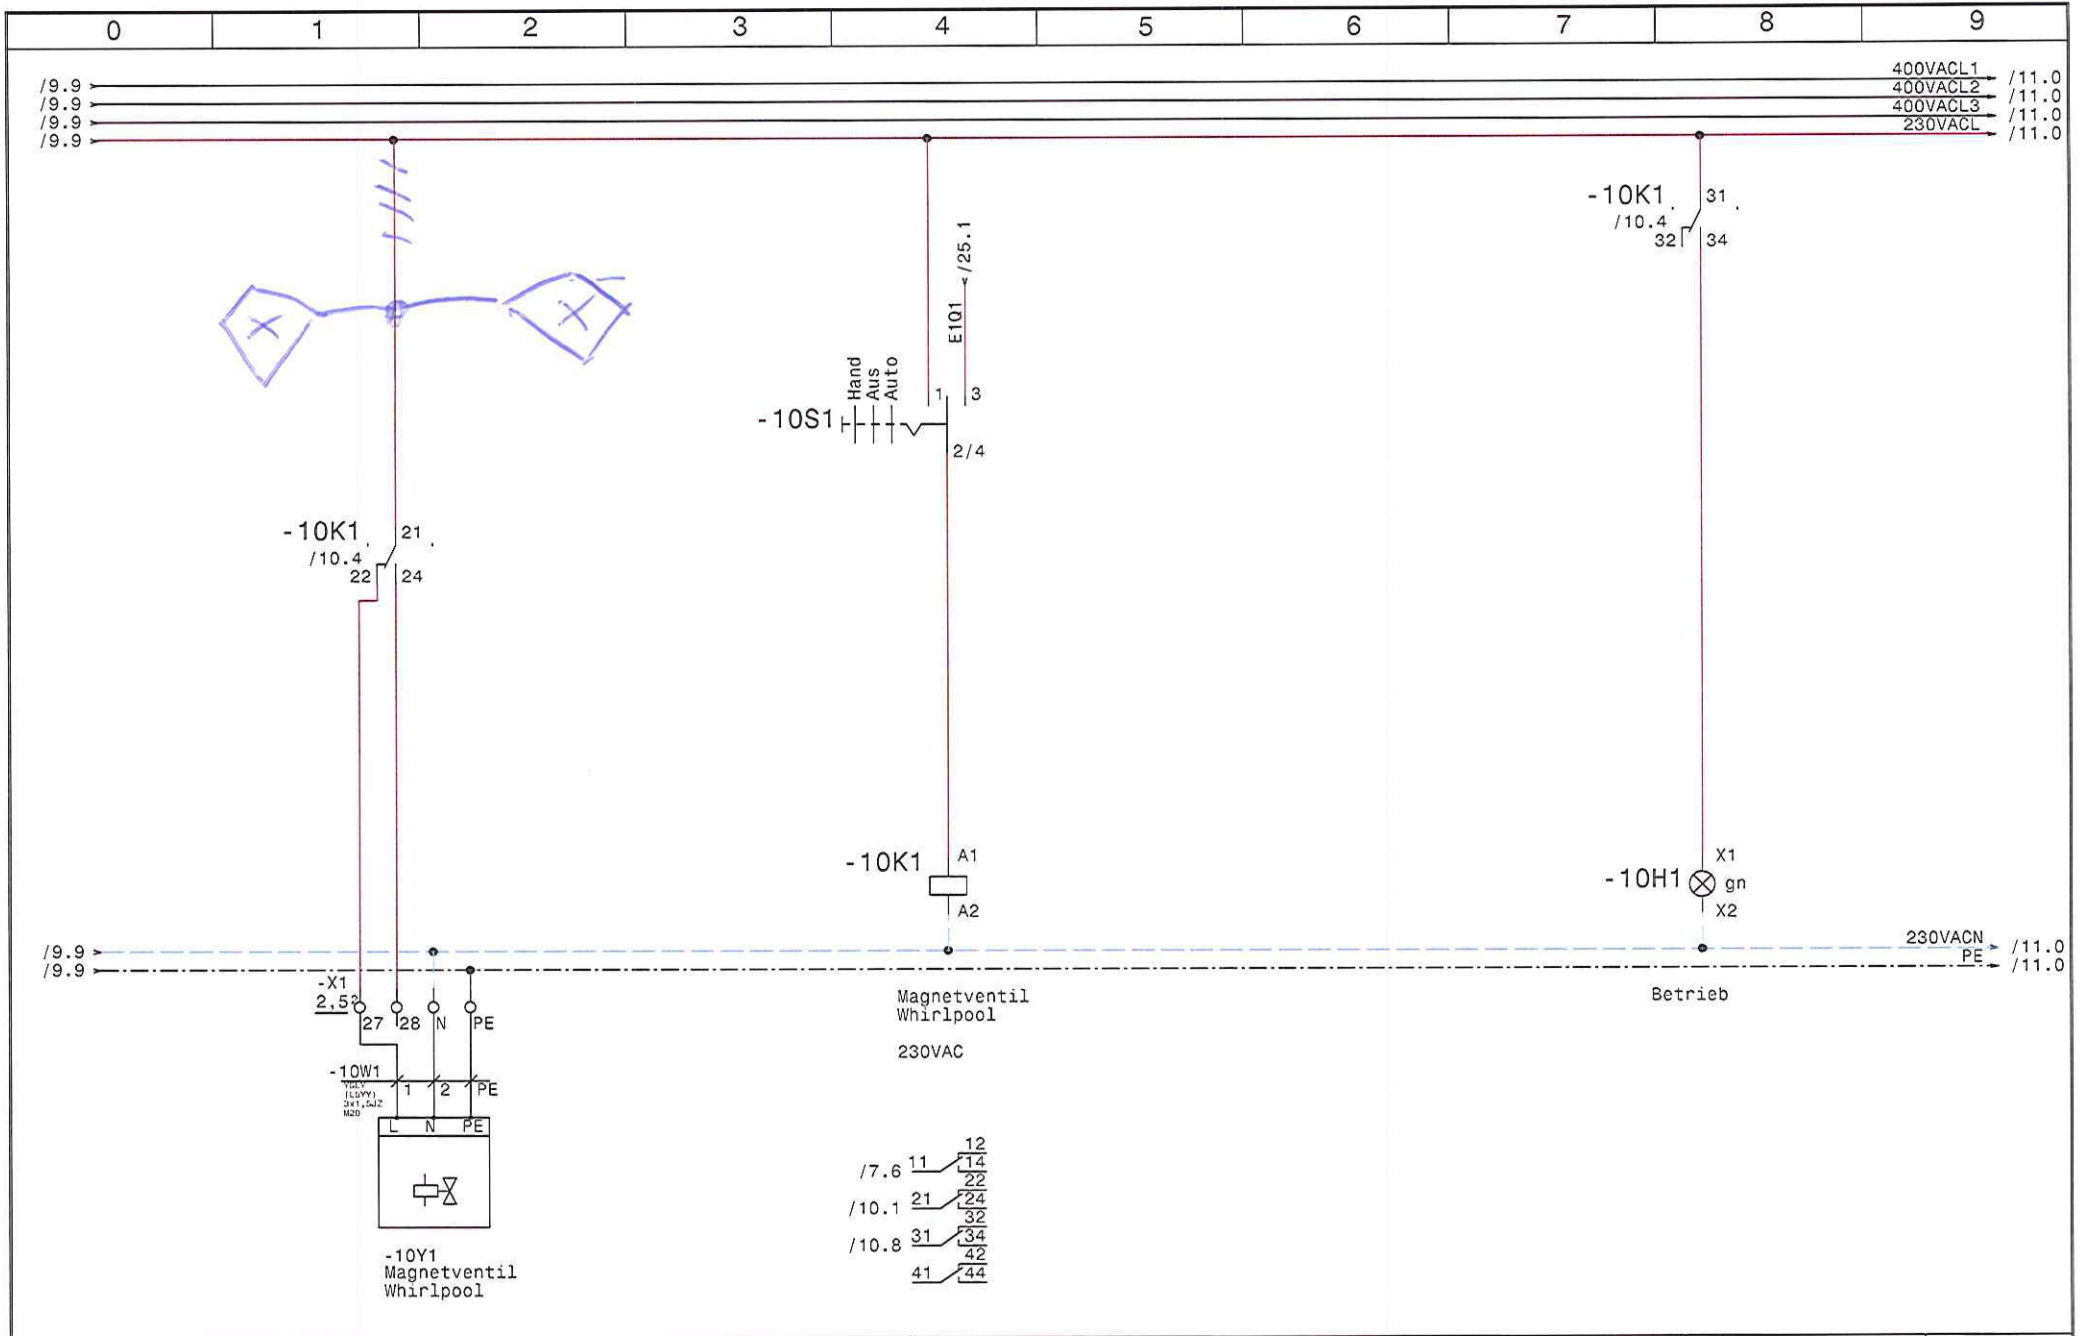 0 1 2 3 4 5 6 7 8 9
/9.9 400VACL1 /11.0
/9.9 400VACL2 /11.0
/9.9 400VACL3 /11.0
/9.9 230VACL /11.0
-10K1 31
/10.4
32 34
/25.1
E1Q1
Hand
Aus
Auto
1 3
-10S1
2/4
-10K1 21
/10.4
22 24
-10K1 A1
A2
-10H1 X1
gn
X2
/9.9 230VACN /11.0
/9.9 PE /11.0
-X1
2,5²
27 28 N PE
Magnetventil
Whirlpool
230VAC
Betrieb
-10W1
1 2 PE
M20
L N PE
-10Y1
Magnetventil
Whirlpool
12
/7.6 11 14
22
/10.1 21 24
32
/10.8 31 34
42
41 44